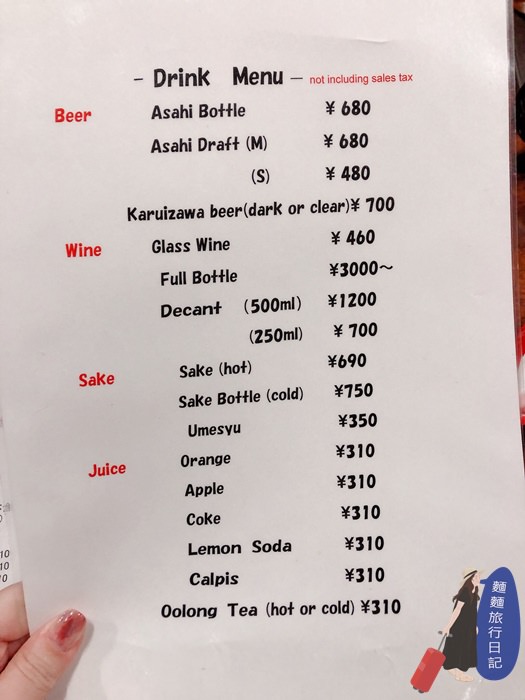 - Drink Menu - not including sales tax
Beer Asahi Bottle ¥ 680
Asahi Draft (M) ¥ 680
(S) ¥ 480
Karuizawa beer(dark or clear)¥ 700
Wine Glass Wine ¥ 460
Full Bottle ¥3000~
Decant (500ml) ¥1200
(250ml) ¥ 700
Sake Sake (hot) ¥690
Sake Bottle (cold) ¥750
Umesyu ¥350
Juice Orange ¥310
Apple ¥310
Coke ¥310
Lemon Soda ¥310
Calpis ¥310
Oolong Tea (hot or cold) ¥310
麵麵旅行日記